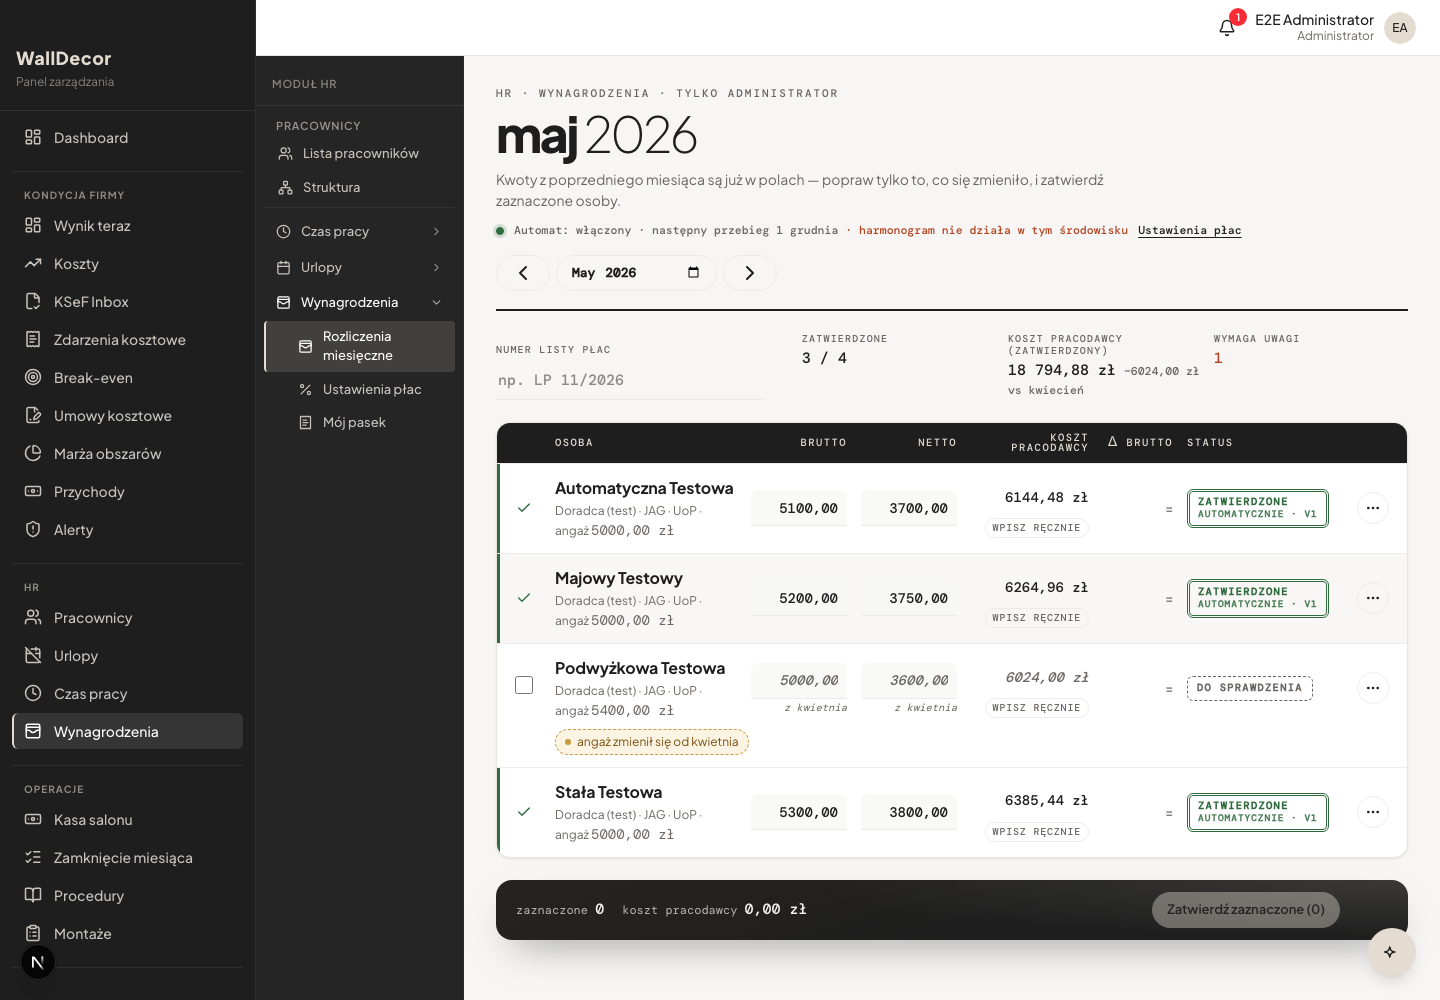 WallDecor
Panel zarządzania
Dashboard
KONDYCJA FIRMY
Wynik teraz
Koszty
KSeF Inbox
Zdarzenia kosztowe
Break-even
Umowy kosztowe
Marża obszarów
Przychody
Alerty
HR
Pracownicy
Urlopy
Czas pracy
Wynagrodzenia
OPERACJE
Kasa salonu
Zamknięcie miesiąca
Procedury
Montaże
N
MODUŁ HR
PRACOWNICY
Lista pracowników
Struktura
Czas pracy
Urlopy
Wynagrodzenia
Rozliczenia
miesięczne
Ustawienia płac
Mój pasek
1
E2E Administrator
Administrator
EA
HR · WYNAGRODZENIA · TYLKO ADMINISTRATOR
maj 2026
Kwoty z poprzedniego miesiąca są już w polach — popraw tylko to, co się zmieniło, i zatwierdź
zaznaczone osoby.
Automat: włączony · następny przebieg 1 grudnia · harmonogram nie działa w tym środowisku Ustawienia płac
May 2026
NUMER LISTY PŁAC
np. LP 11/2026
ZATWIERDZONE
3 / 4
KOSZT PRACODAWCY
(ZATWIERDZONY)
18 794,88 zł −6024,00 zł
vs kwiecień
WYMAGA UWAGI
1
OSOBA BRUTTO NETTO KOSZT PRACODAWCY Δ BRUTTO STATUS
Automatyczna Testowa
Doradca (test) · JAG · UoP ·
angaż 5000,00 zł
5100,00
3700,00
6144,48 zł
WPISZ RĘCZNIE
=
ZATWIERDZONE
AUTOMATYCZNIE · V1
Majowy Testowy
Doradca (test) · JAG · UoP ·
angaż 5000,00 zł
5200,00
3750,00
6264,96 zł
WPISZ RĘCZNIE
=
ZATWIERDZONE
AUTOMATYCZNIE · V1
Podwyżkowa Testowa
Doradca (test) · JAG · UoP ·
angaż 5400,00 zł
angaż zmienił się od kwietnia
5000,00
z kwietnia
3600,00
z kwietnia
6024,00 zł
WPISZ RĘCZNIE
=
DO SPRAWDZENIA
Stała Testowa
Doradca (test) · JAG · UoP ·
angaż 5000,00 zł
5300,00
3800,00
6385,44 zł
WPISZ RĘCZNIE
=
ZATWIERDZONE
AUTOMATYCZNIE · V1
zaznaczone 0 koszt pracodawcy 0,00 zł
Zatwierdź zaznaczone (0)